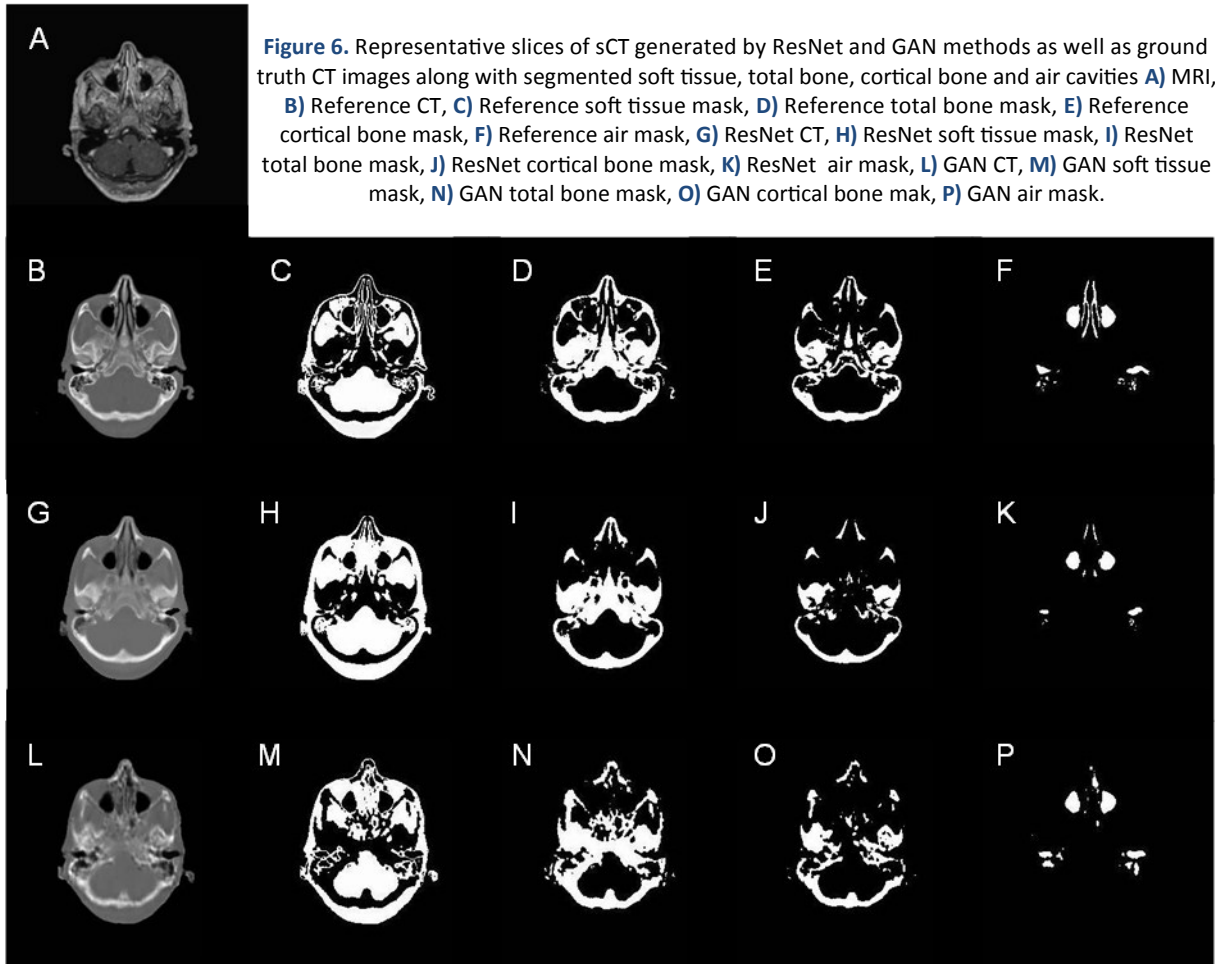 A
Figure 6. Representative slices of sCT generated by ResNet and GAN methods as well as ground
truth CT images along with segmented soft tissue, total bone, cortical bone and air cavities A) MRI,
B) Reference CT, C) Reference soft tissue mask, D) Reference total bone mask, E) Reference
cortical bone mask, F) Reference air mask, G) ResNet CT, H) ResNet soft tissue mask, I) ResNet
total bone mask, J) ResNet cortical bone mask, K) ResNet air mask, L) GAN CT, M) GAN soft tissue
mask, N) GAN total bone mask, O) GAN cortical bone mak, P) GAN air mask.
B C D E F
G H I J K
L M N O P